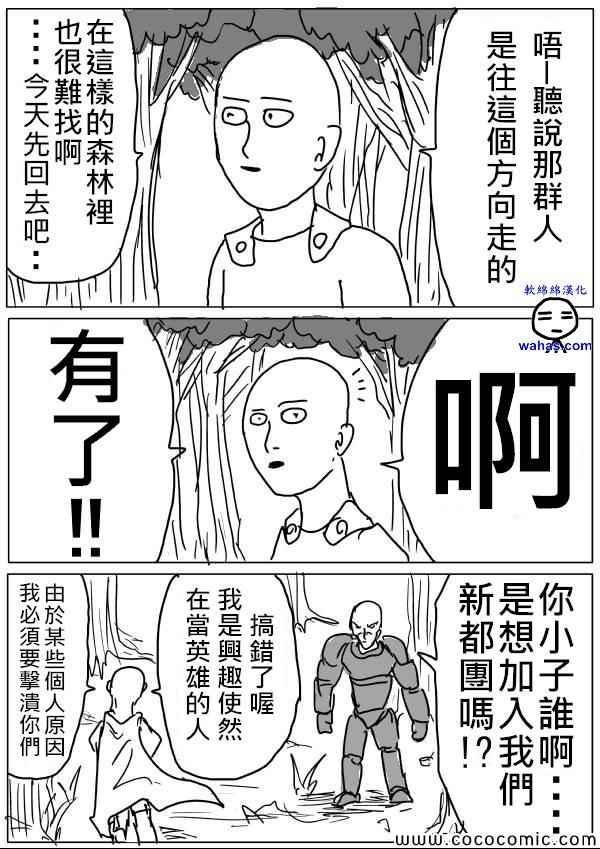 唔—聽說那群人
是往這個方向走的
在這樣的森林裡
也很難找啊
‥‥今天先回去吧‥
軟綿綿漢化
wahas.com
啊
有了!!
你小子誰啊‥‥
是想加入我們
新都團嗎!?
搞錯了喔
我是興趣使然
在當英雄的人
由於某些個人原因
我必須要擊潰你們
www.cococomic.com